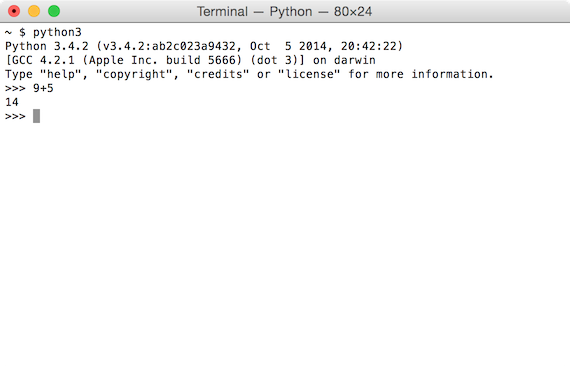 Terminal — Python — 80×24
~ $ python3
Python 3.4.2 (v3.4.2:ab2c023a9432, Oct  5 2014, 20:42:22)
[GCC 4.2.1 (Apple Inc. build 5666) (dot 3)] on darwin
Type "help", "copyright", "credits" or "license" for more information.
>>> 9+5
14
>>>